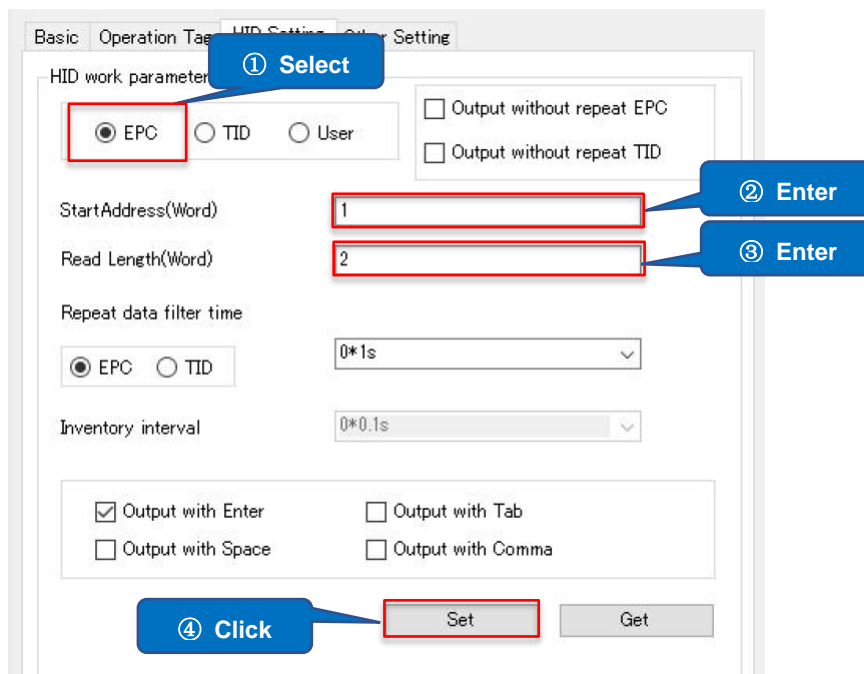 Basic Operation Tag HID Setting Other Setting
HID work parameter
① Select
EPC TID User
Output without repeat EPC
Output without repeat TID
StartAddress(Word) 1
② Enter
Read Length(Word) 2
③ Enter
Repeat data filter time
EPC TID 0*1s
Inventory interval 0*0.1s
Output with Enter Output with Tab
Output with Space Output with Comma
④ Click
Set Get